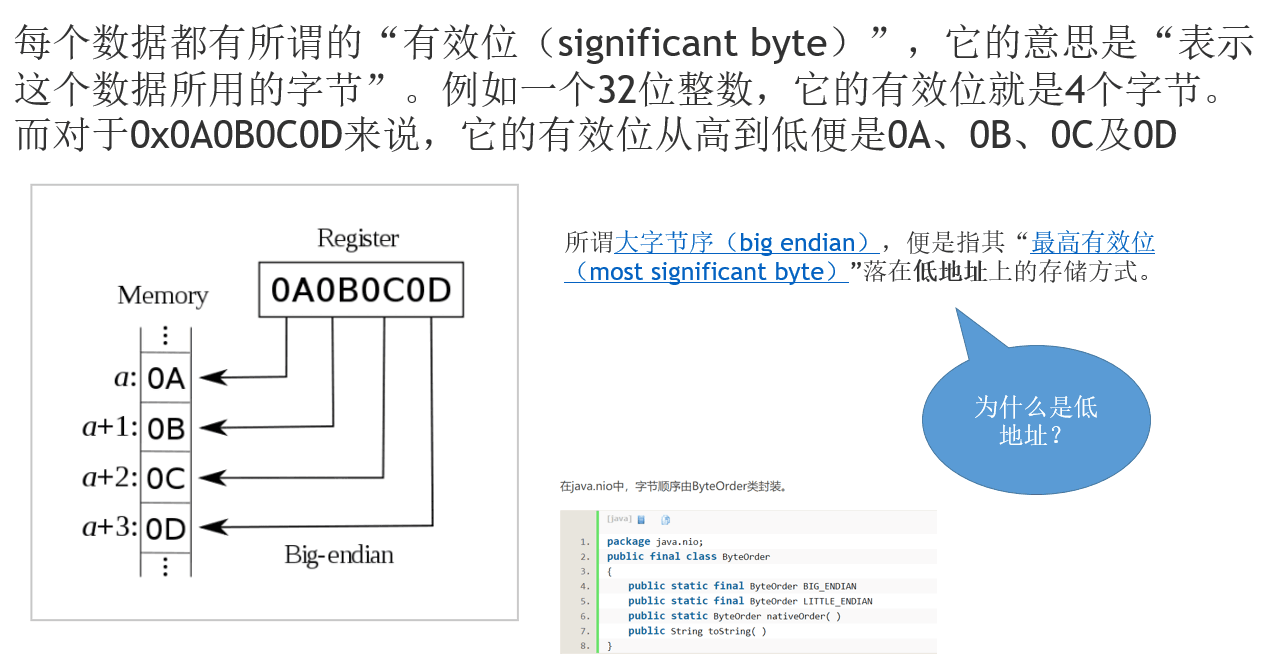 每个数据都有所谓的“有效位（significant byte）”，它的意思是“表示
这个数据所用的字节”。例如一个32位整数，它的有效位就是4个字节。
而对于0x0A0B0C0D来说，它的有效位从高到低便是0A、0B、0C及0D
Register
0A0B0C0D
Memory
⋮
a: 0A
a+1: 0B
a+2: 0C
a+3: 0D
⋮
Big-endian
所谓大字节序（big endian），便是指其“最高有效位
（most significant byte）”落在低地址上的存储方式。
为什么是低
地址？
在java.nio中，字节顺序由ByteOrder类封装。
[java]
1. package java.nio;
2. public final class ByteOrder
3. {
4. public static final ByteOrder BIG_ENDIAN
5. public static final ByteOrder LITTLE_ENDIAN
6. public static ByteOrder nativeOrder( )
7. public String toString( )
8. }